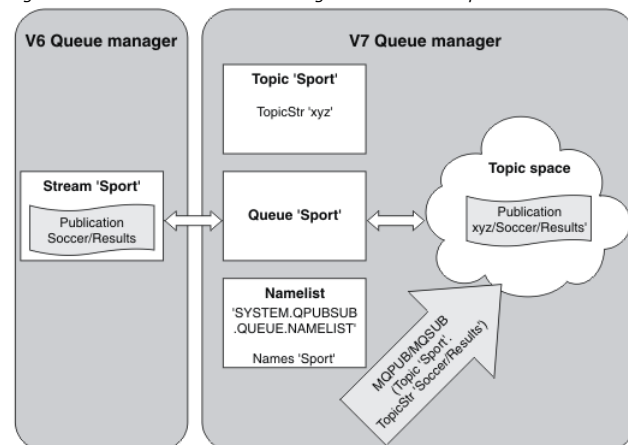 V6 Queue manager
V7 Queue manager
Topic 'Sport'
TopicStr 'xyz'
Stream 'Sport'
Publication
Soccer/Results
Queue 'Sport'
Topic space
Publication
xyz/Soccer/Results'
Namelist
'SYSTEM.QPUBSUB
.QUEUE.NAMELIST'
Names 'Sport'
MQPUB/MQSUB
(Topic 'Sport'.
TopicStr 'Soccer/Results')